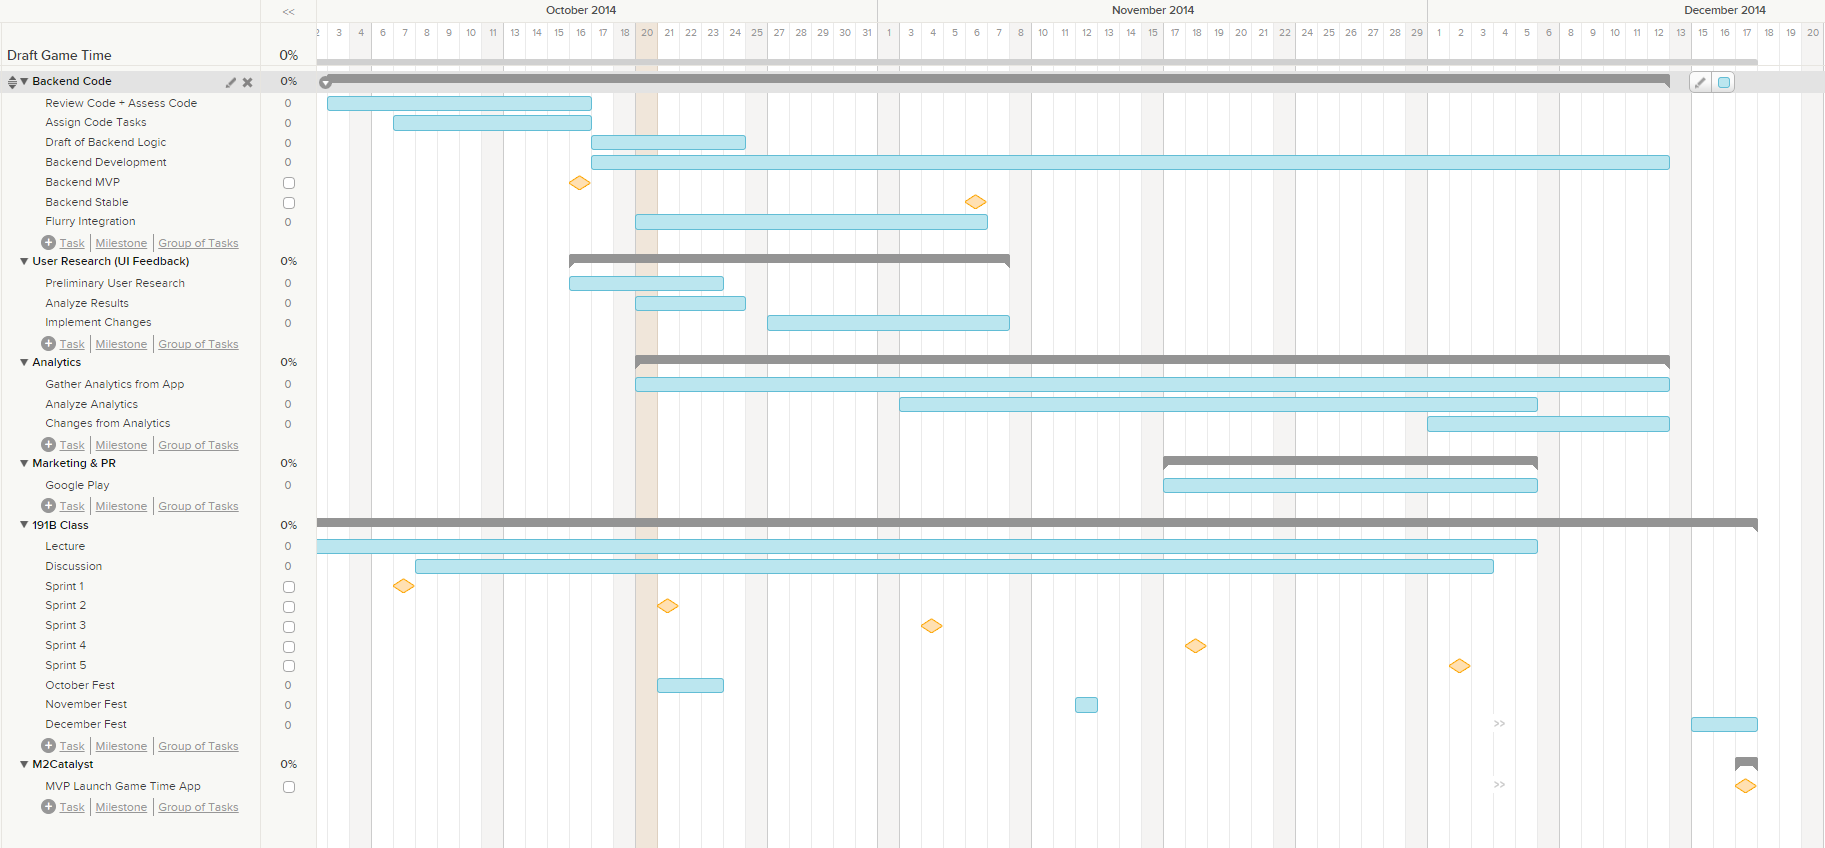 << October 2014 November 2014 December 2014
2 3 4 6 7 8 9 10 11 13 14 15 16 17 18 20 21 22 23 24 25 27 28 29 30 31 1 3 4 5 6 7 8 10 11 12 13 14 15 17 18 19 20 21 22 24 25 26 27 28 29 1 2 3 4 5 6 8 9 10 11 12 13 15 16 17 18 19 20
Draft Game Time 0%
Backend Code 0%
Review Code + Assess Code 0
Assign Code Tasks 0
Draft of Backend Logic 0
Backend Development 0
Backend MVP
Backend Stable
Flurry Integration 0
Task Milestone Group of Tasks
User Research (UI Feedback) 0%
Preliminary User Research 0
Analyze Results 0
Implement Changes 0
Task Milestone Group of Tasks
Analytics 0%
Gather Analytics from App 0
Analyze Analytics 0
Changes from Analytics 0
Task Milestone Group of Tasks
Marketing & PR 0%
Google Play 0
Task Milestone Group of Tasks
191B Class 0%
Lecture 0
Discussion 0
Sprint 1
Sprint 2
Sprint 3
Sprint 4
Sprint 5
October Fest 0
November Fest 0
December Fest 0 >>
Task Milestone Group of Tasks
M2Catalyst 0%
MVP Launch Game Time App >>
Task Milestone Group of Tasks